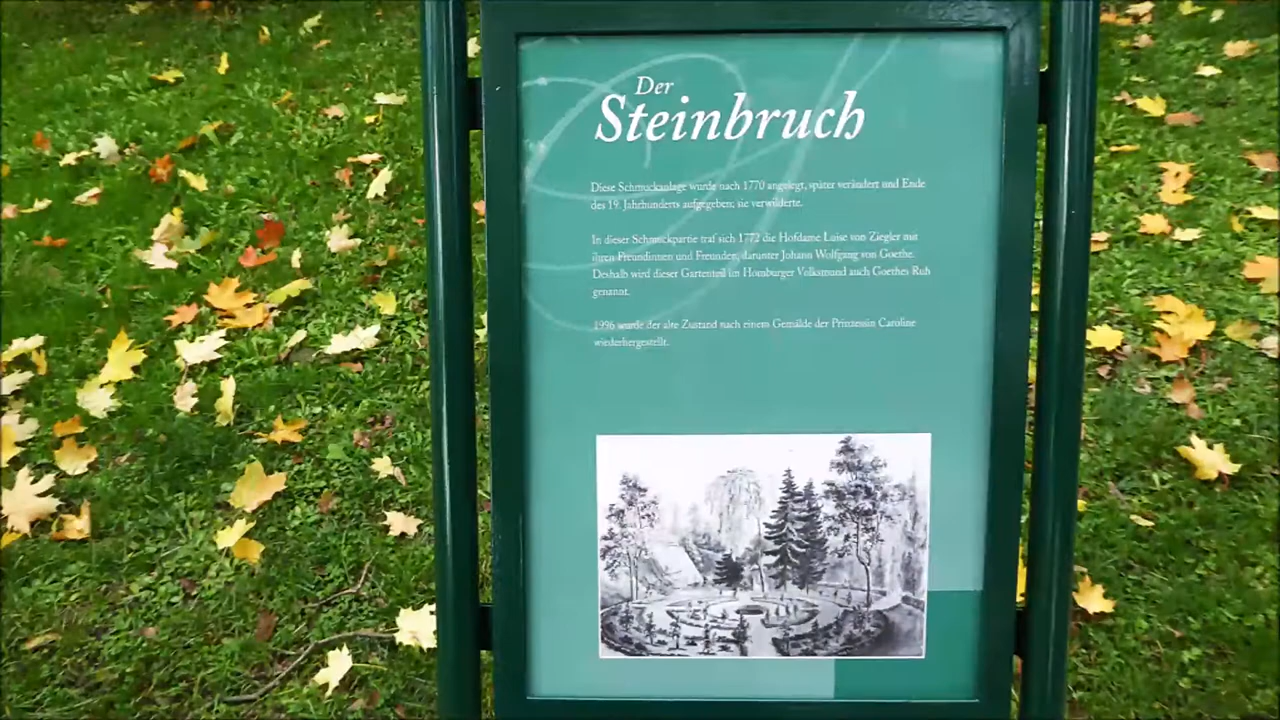 Der
Steinbruch
Diese Schmuckanlage wurde nach 1770 angelegt, später verändert und Ende
des 19. Jahrhunderts aufgegeben; sie verwilderte.
In dieser Schmuckpartie traf sich 1772 die Hofdame Luise von Ziegler mit
ihren Freundinnen und Freunden, darunter Johann Wolfgang von Goethe.
Deshalb wird dieser Gartenteil im Homburger Volksmund auch Goethes Ruh
genannt.
1996 wurde der alte Zustand nach einem Gemälde der Prinzessin Caroline
wiederhergestellt.